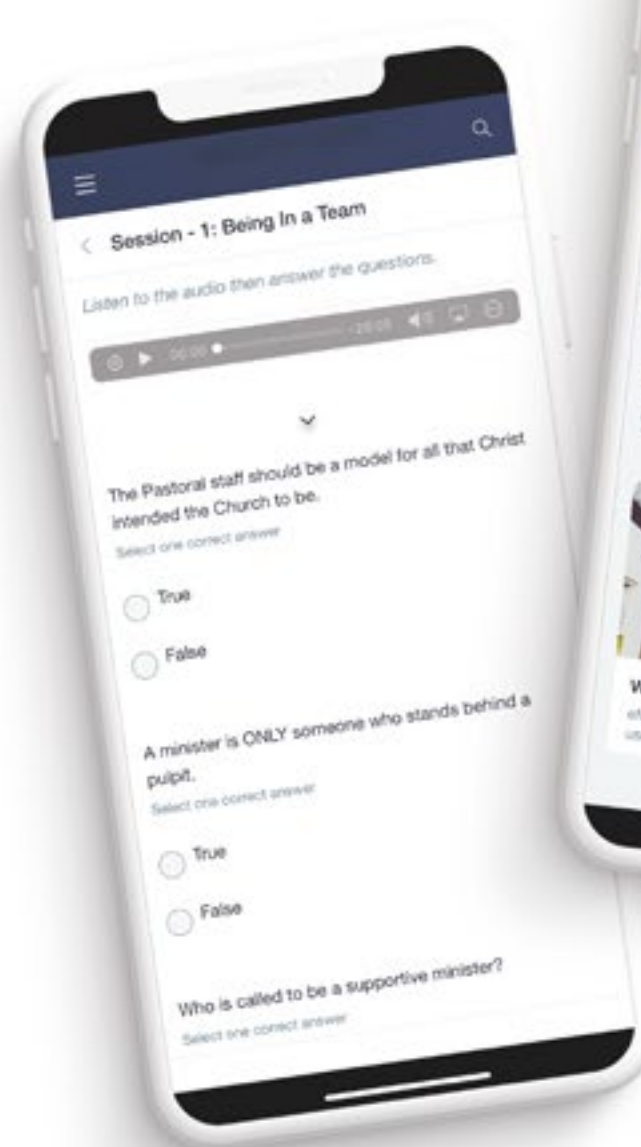 Session - 1: Being In a Team
Listen to the audio then answer the questions.
00:00
The Pastoral staff should be a model for all that Christ
intended the Church to be.
Select one correct answer
True
False
A minister is ONLY someone who stands behind a
pulpit.
Select one correct answer
True
False
Who is called to be a supportive minister?
Select one correct answer